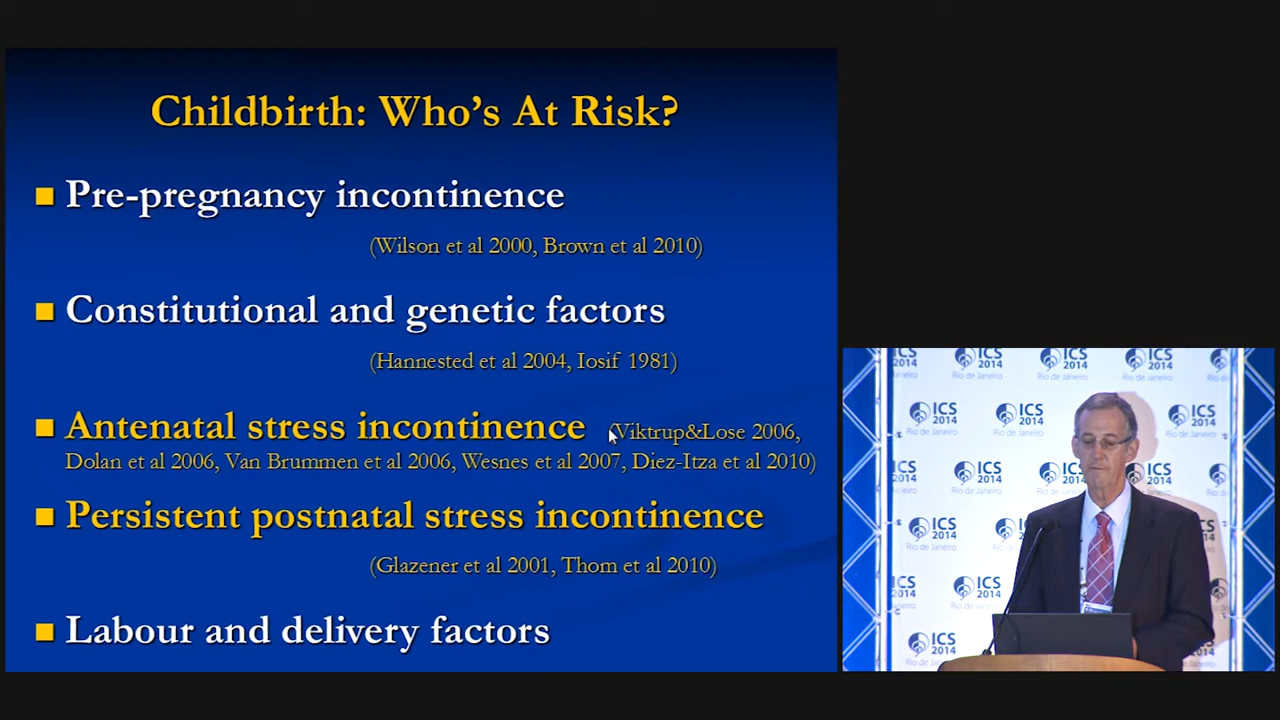 Childbirth: Who's At Risk?
Pre-pregnancy incontinence
(Wilson et al 2000, Brown et al 2010)
Constitutional and genetic factors
(Hannested et al 2004, Iosif 1981)
Antenatal stress incontinence (Viktrup&Lose 2006,
Dolan et al 2006, Van Brummen et al 2006, Wesnes et al 2007, Diez-Itza et al 2010)
Persistent postnatal stress incontinence
(Glazener et al 2001, Thom et al 2010)
Labour and delivery factors
ICS
2014
Rio de Janeiro